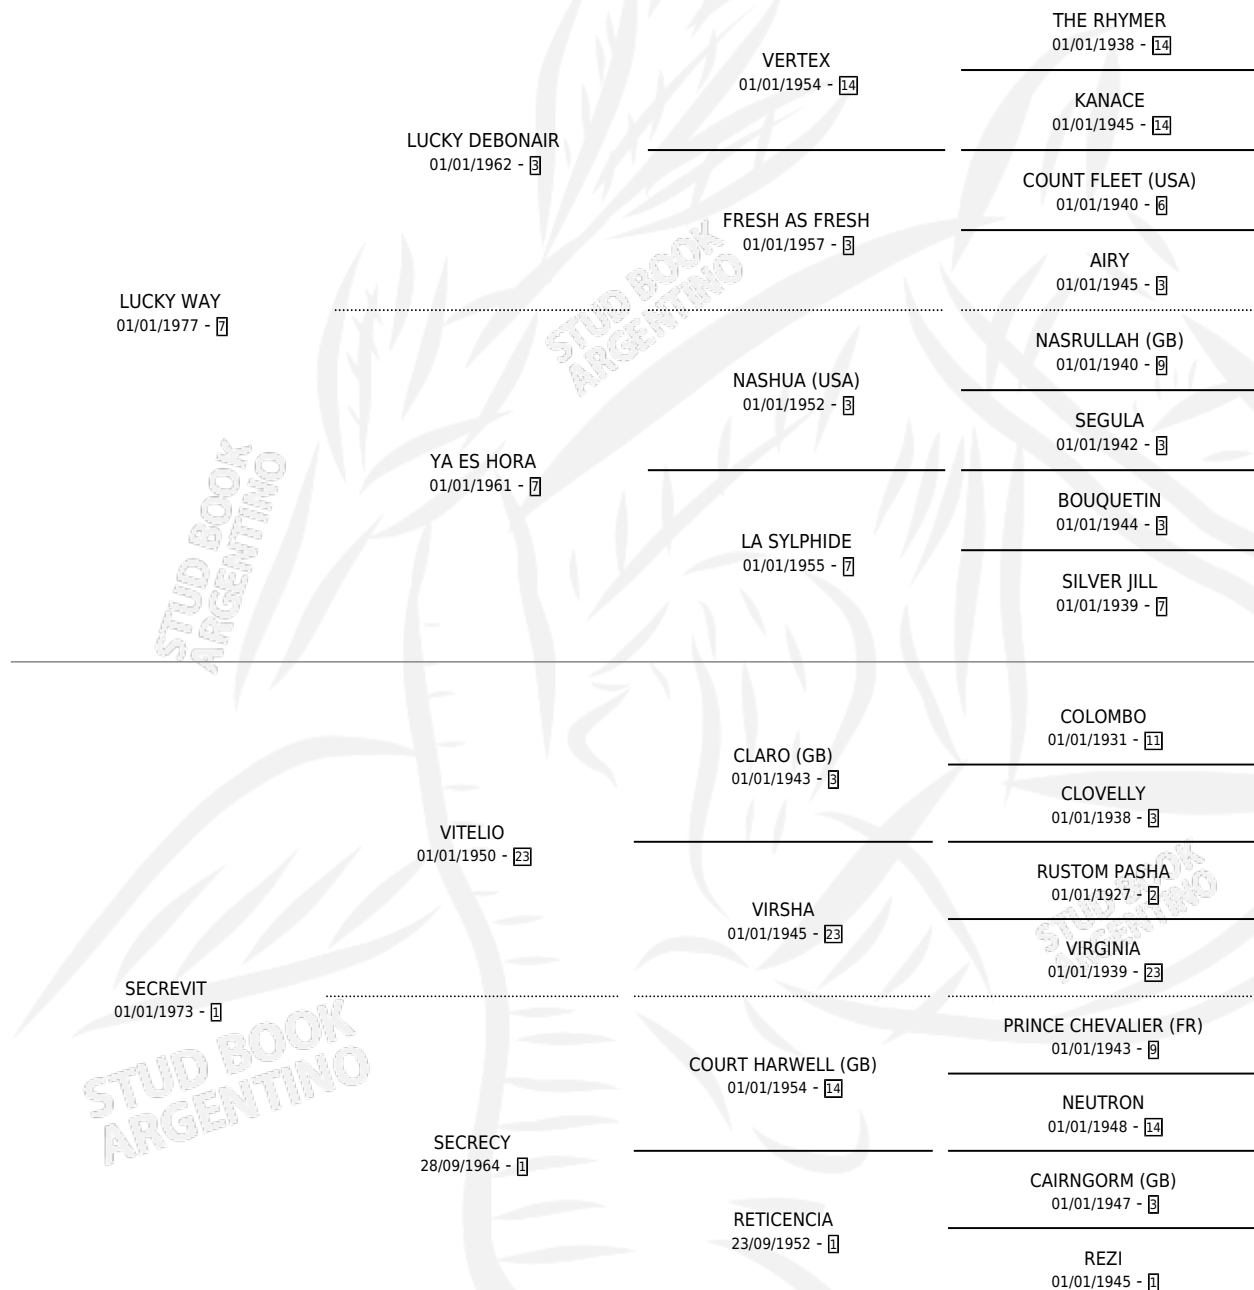 THE RHYMER
01/01/1938 - 14
VERTEX
01/01/1954 - 14
KANACE
01/01/1945 - 14
LUCKY DEBONAIR
01/01/1962 - 3
COUNT FLEET (USA)
01/01/1940 - 6
FRESH AS FRESH
01/01/1957 - 3
AIRY
01/01/1945 - 3
LUCKY WAY
01/01/1977 - 7
NASRULLAH (GB)
01/01/1940 - 9
NASHUA (USA)
01/01/1952 - 3
SEGULA
01/01/1942 - 3
YA ES HORA
01/01/1961 - 7
BOUQUETIN
01/01/1944 - 3
LA SYLPHIDE
01/01/1955 - 7
SILVER JILL
01/01/1939 - 7
COLOMBO
01/01/1931 - 11
CLARO (GB)
01/01/1943 - 3
CLOVELLY
01/01/1938 - 3
VITELIO
01/01/1950 - 23
RUSTOM PASHA
01/01/1927 - 2
VIRSHA
01/01/1945 - 23
VIRGINIA
01/01/1939 - 23
SECREVIT
01/01/1973 - 1
PRINCE CHEVALIER (FR)
01/01/1943 - 9
COURT HARWELL (GB)
01/01/1954 - 14
NEUTRON
01/01/1948 - 14
SECRECY
28/09/1964 - 1
CAIRNGORM (GB)
01/01/1947 - 3
RETICENCIA
23/09/1952 - 1
REZI
01/01/1945 - 1
STUD BOOK
ARGENTINO
STUD BOOK
ARGENTINO
STUD BOOK
ARGENTINO
STUD BOOK
ARGENTINO